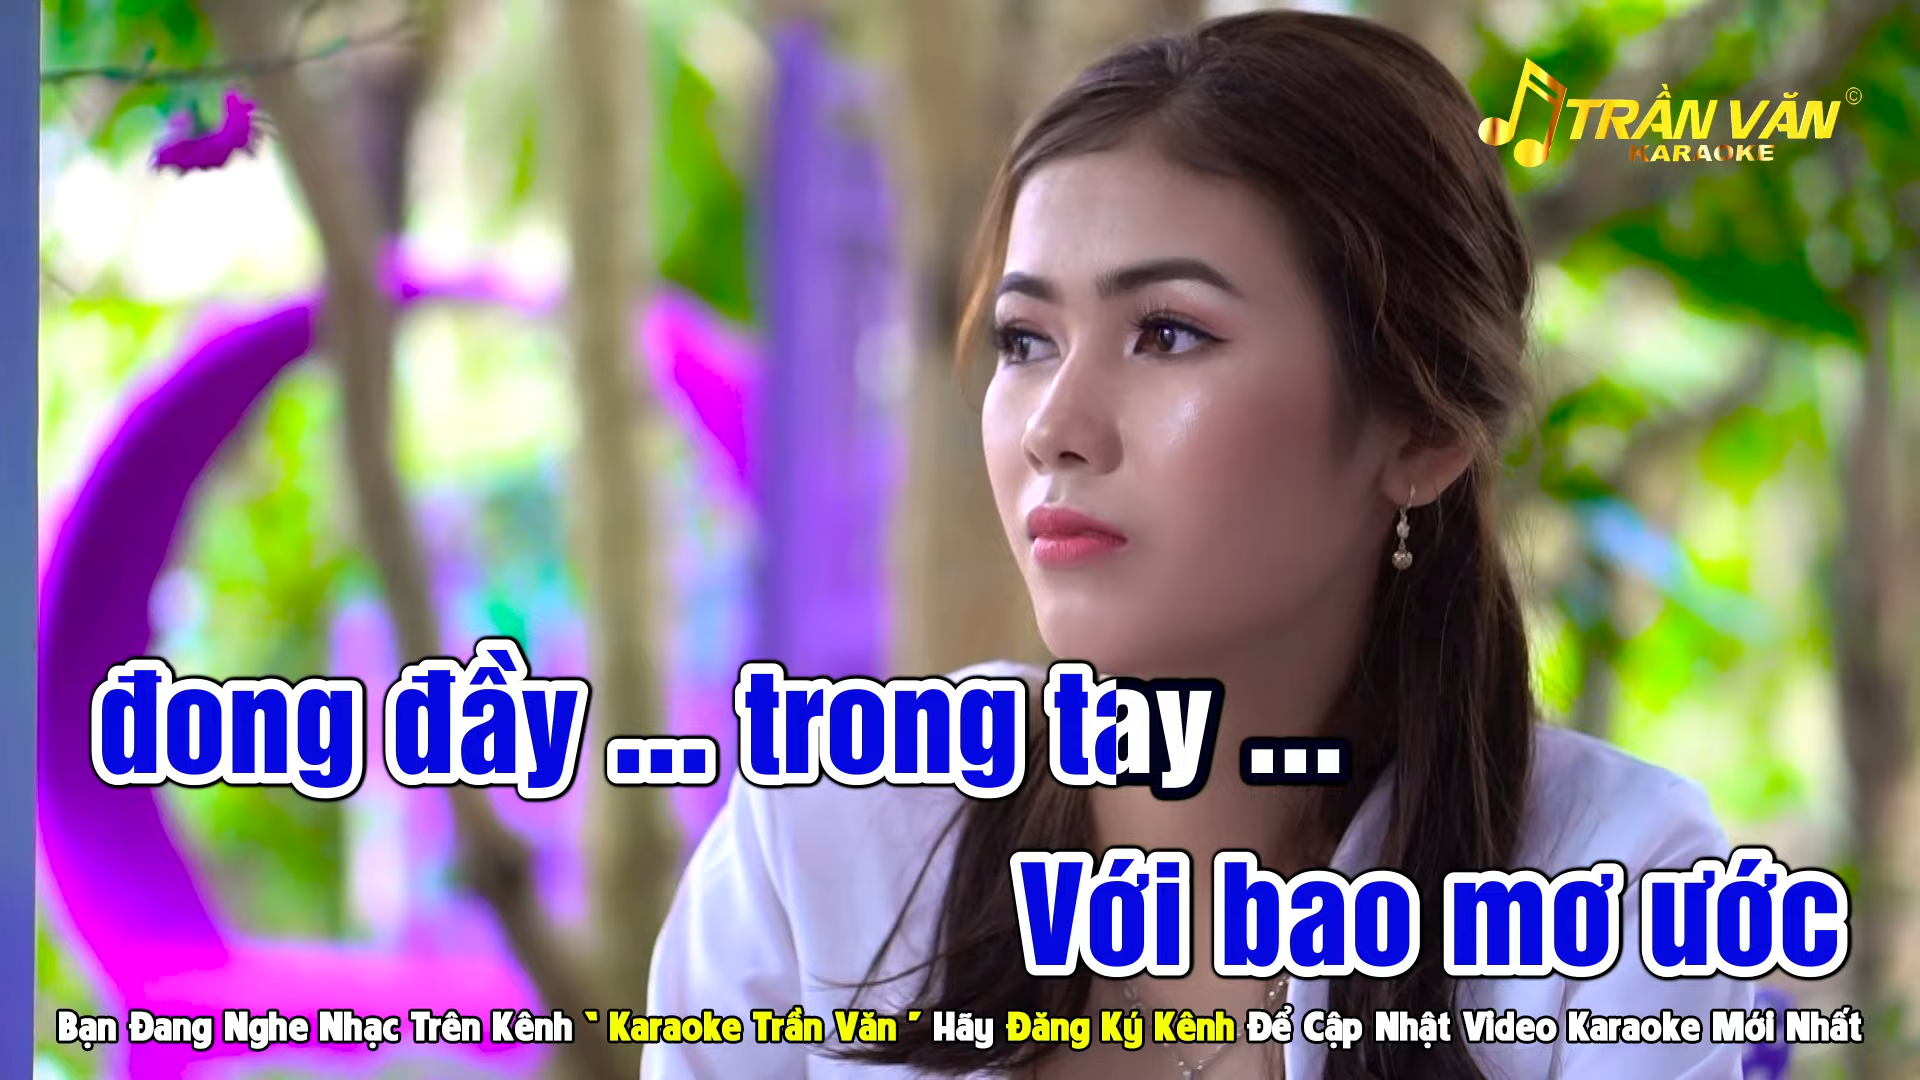 TRẦN VĂN ©
KARAOKE
đong đầy ... trong tay ...
Với bao mơ ước
Bạn Đang Nghe Nhạc Trên Kênh ` Karaoke Trần Văn ´ Hãy Đăng Ký Kênh Để Cập Nhật Video Karaoke Mới Nhất